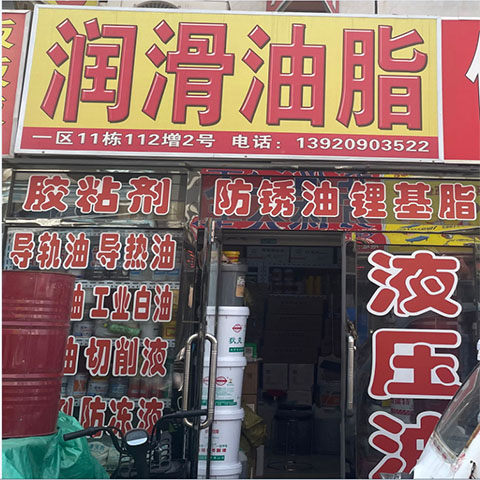 润滑油脂
一区11栋112增2号 电话：13920903522
胶粘剂 防锈油 锂基脂
导轨油 导热油
油 工业白油
油 切削液
防冻液
液压油